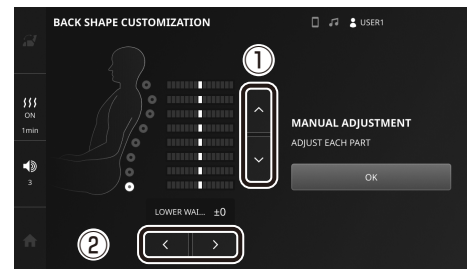 BACK SHAPE CUSTOMIZATION
USER1
①
ON
1min
MANUAL ADJUSTMENT
ADJUST EACH PART
3
OK
LOWER WAI... ±0
②